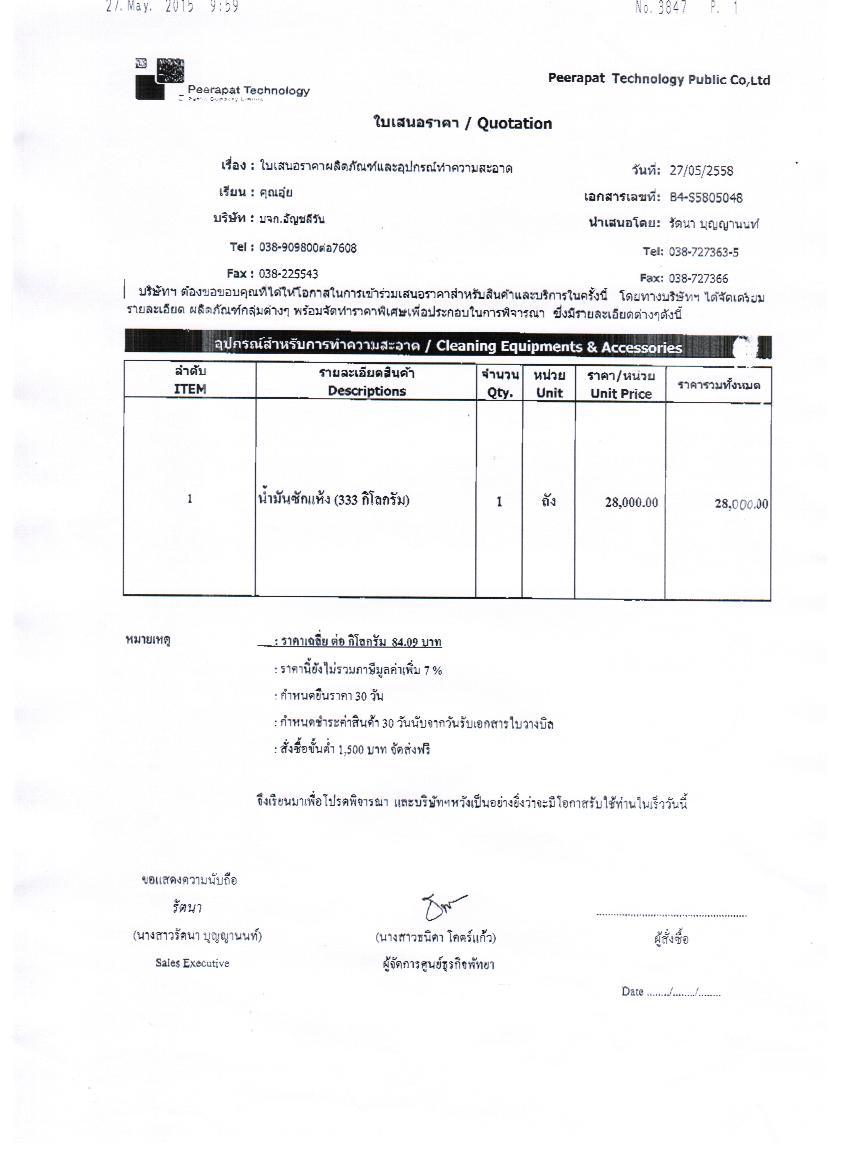 27. May. 2015 9:59 No. 3847 P. 1
Peerapat Technology
Peerapat Technology Public Co,Ltd
ใบเสนอราคา / Quotation
เรื่อง : ใบเสนอราคาผลิตภัณฑ์และอุปกรณ์ทำความสะอาด วันที่: 27/05/2558
เรียน : คุณอุ๋ย เอกสารเลขที่: B4-S5805048
บริษัท : บจก.อัญชลีรัน นำเสนอโดย: รัตนา บุญญานนท์
Tel : 038-909800ต่อ7608 Tel: 038-727363-5
Fax : 038-225543 Fax: 038-727366
บริษัทฯ ต้องขอขอบคุณที่ได้ให้โอกาสในการเข้าร่วมเสนอราคาสำหรับสินค้าและบริการในครั้งนี้ โดยทางบริษัทฯ ได้จัดเตรียม
รายละเอียด ผลิตภัณฑ์กลุ่มต่างๆ พร้อมจัดทำราคาพิเศษเพื่อประกอบในการพิจารณา ซึ่งมีรายละเอียดต่างๆดังนี้
อุปกรณ์สำหรับการทำความสะอาด / Cleaning Equipments & Accessories
ลำดับ รายละเอียดสินค้า จำนวน หน่วย ราคา/หน่วย ราคารวมทั้งหมด
ITEM Descriptions Qty. Unit Unit Price
1 น้ำมันซักแห้ง (333 กิโลกรัม) 1 ถัง 28,000.00 28,000.00
หมายเหตุ : ราคาเฉลี่ย ต่อ กิโลกรัม 84.09 บาท
: ราคานี้ยังไม่รวมภาษีมูลค่าเพิ่ม 7 %
: กำหนดยืนราคา 30 วัน
: กำหนดชำระค่าสินค้า 30 วันนับจากวันรับเอกสารใบวางบิล
: สั่งซื้อขั้นต่ำ 1,500 บาท จัดส่งฟรี
จึงเรียนมาเพื่อโปรดพิจารณา และบริษัทฯหวังเป็นอย่างยิ่งว่าจะมีโอกาสรับใช้ท่านในเร็ววันนี้
ขอแสดงความนับถือ
รัตนา
(นางสาวรัตนา บุญญานนท์) (นางสาวธนิดา โคตร์แก้ว) ผู้สั่งซื้อ
Sales Executive ผู้จัดการศูนย์ธุรกิจพัทยา
Date ......../......../........